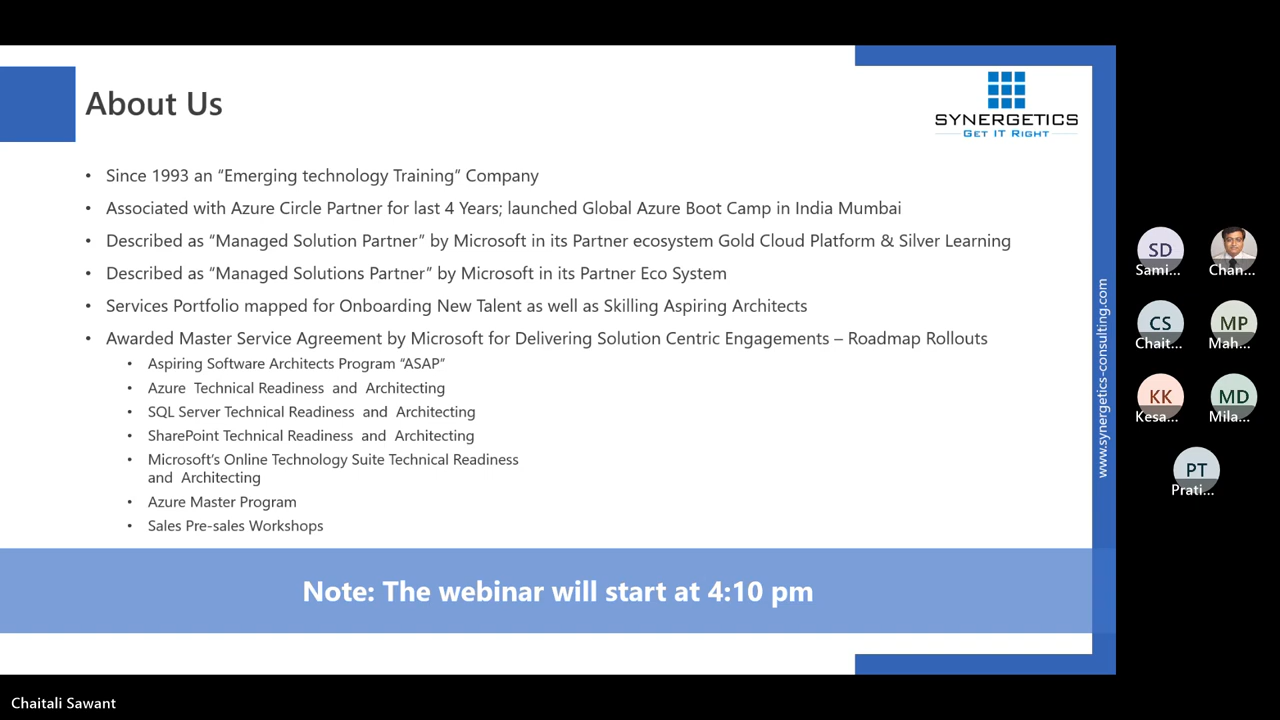 About Us
SYNERGETICS
GET IT RIGHT
• Since 1993 an “Emerging technology Training” Company
• Associated with Azure Circle Partner for last 4 Years; launched Global Azure Boot Camp in India Mumbai
• Described as “Managed Solution Partner” by Microsoft in its Partner ecosystem Gold Cloud Platform & Silver Learning
• Described as “Managed Solutions Partner” by Microsoft in its Partner Eco System
• Services Portfolio mapped for Onboarding New Talent as well as Skilling Aspiring Architects
• Awarded Master Service Agreement by Microsoft for Delivering Solution Centric Engagements – Roadmap Rollouts
• Aspiring Software Architects Program “ASAP”
• Azure Technical Readiness and Architecting
• SQL Server Technical Readiness and Architecting
• SharePoint Technical Readiness and Architecting
• Microsoft’s Online Technology Suite Technical Readiness
and Architecting
• Azure Master Program
• Sales Pre-sales Workshops
Note: The webinar will start at 4:10 pm
www.synergetics-consulting.com
SD
Sami...
Chan...
CS
Chait...
MP
Mah...
KK
Kesa...
MD
Mila...
PT
Prati...
Chaitali Sawant